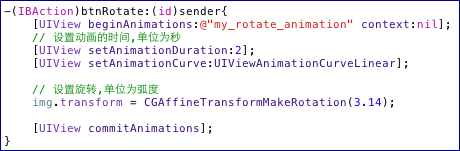 -(IBAction)btnRotate:(id)sender{
[UIView beginAnimations:@"my_rotate_animation" context:nil];
// 设置动画的时间,单位为秒
[UIView setAnimationDuration:2];
[UIView setAnimationCurve:UIViewAnimationCurveLinear];
// 设置旋转,单位为弧度
img.transform = CGAffineTransformMakeRotation(3.14);
[UIView commitAnimations];
}